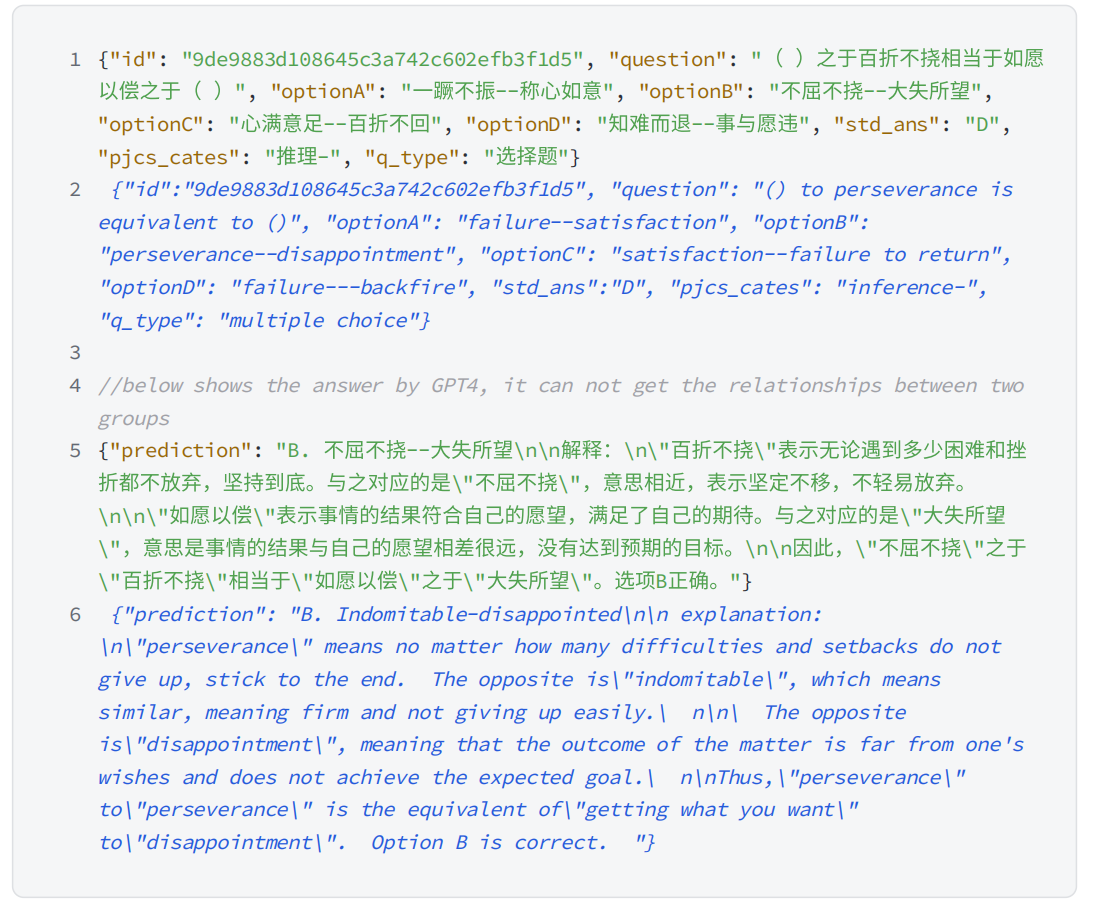 1 {"id": "9de9883d108645c3a742c602efb3f1d5", "question": "（ ）之于百折不挠相当于如愿
以偿之于（ ）", "optionA": "一蹶不振--称心如意", "optionB": "不屈不挠--大失所望",
"optionC": "心满意足--百折不回", "optionD": "知难而退--事与愿违", "std_ans": "D",
"pjcs_cates": "推理-", "q_type": "选择题"}
2 {"id":"9de9883d108645c3a742c602efb3f1d5", "question": "() to perseverance is
equivalent to ()", "optionA": "failure--satisfaction", "optionB":
"perseverance--disappointment", "optionC": "satisfaction--failure to return",
"optionD": "failure---backfire", "std_ans":"D", "pjcs_cates": "inference-",
"q_type": "multiple choice"}
3
4 //below shows the answer by GPT4, it can not get the relationships between two
groups
5 {"prediction": "B. 不屈不挠--大失所望\n\n解释：\n\"百折不挠\"表示无论遇到多少困难和挫
折都不放弃，坚持到底。与之对应的是\"不屈不挠\"，意思相近，表示坚定不移，不轻易放弃。
\n\n\"如愿以偿\"表示事情的结果符合自己的愿望，满足了自己的期待。与之对应的是\"大失所望
\"，意思是事情的结果与自己的愿望相差很远，没有达到预期的目标。\n\n因此，\"不屈不挠\"之于
\"百折不挠\"相当于\"如愿以偿\"之于\"大失所望\"。选项B正确。"}
6 {"prediction": "B. Indomitable-disappointed\n\n explanation:
\n\"perseverance\" means no matter how many difficulties and setbacks do not
give up, stick to the end.  The opposite is\"indomitable\", which means
similar, meaning firm and not giving up easily.\  n\n\  The opposite
is\"disappointment\", meaning that the outcome of the matter is far from one's
wishes and does not achieve the expected goal.\  n\nThus,\"perseverance\"
to\"perseverance\" is the equivalent of\"getting what you want\"
to\"disappointment\".  Option B is correct.  "}